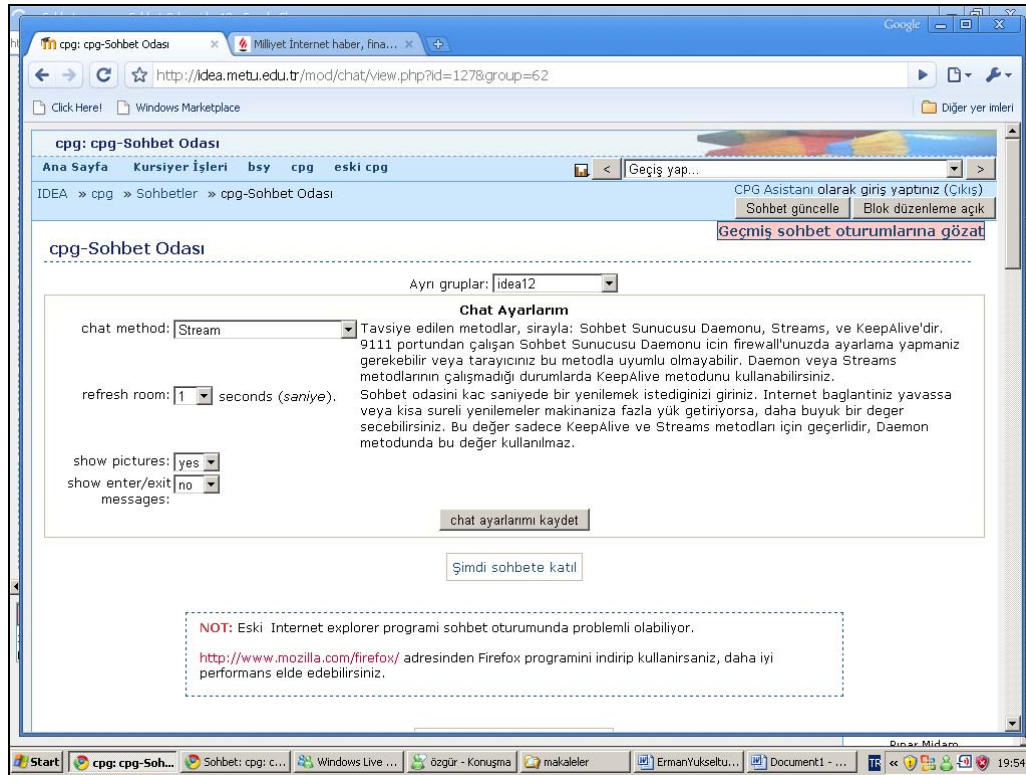 Google
cpg: cpg-Sohbet Odası
Milliyet İnternet haber, fina...
http://idea.metu.edu.tr/mod/chat/view.php?id=127&group=62
Click Here!
Windows Marketplace
Diğer yer imleri
cpg: cpg-Sohbet Odası
Ana Sayfa Kursiyer İşleri bsy cpg eski cpg
< Geçiş yap... >
IDEA » cpg » Sohbetler » cpg-Sohbet Odası
CPG Asistanı olarak giriş yaptınız (Çıkış)
Sohbet güncelle Blok düzenleme açık
Geçmiş sohbet oturumlarına gözat
cpg-Sohbet Odası
Ayrı gruplar: idea12
Chat Ayarlarım
chat method: Stream
Tavsiye edilen metodlar, sirayla: Sohbet Sunucusu Daemonu, Streams, ve KeepAlive'dir.
9111 portundan çalışan Sohbet Sunucusu Daemonu icin firewall'unuzda ayarlama yapmaniz
gerekebilir veya tarayıcınız bu metodla uyumlu olmayabilir. Daemon veya Streams
metodlarının çalışmadığı durumlarda KeepAlive metodunu kullanabilirsiniz.
refresh room: 1 seconds (saniye).
Sohbet odasini kac saniyede bir yenilemek istediginizi giriniz. Internet baglantiniz yavassa
veya kisa sureli yenilemeler makinaniza fazla yük getiriyorsa, daha buyuk bir deger
secebilirsiniz. Bu değer sadece KeepAlive ve Streams metodları için geçerlidir, Daemon
metodunda bu değer kullanılmaz.
show pictures: yes
show enter/exit no
messages:
chat ayarlarımı kaydet
Şimdi sohbete katıl
NOT: Eski Internet explorer programi sohbet oturumunda problemli olabiliyor.
http://www.mozilla.com/firefox/ adresinden Firefox programini indirip kullanirsaniz, daha iyi
performans elde edebilirsiniz.
Pınar Midam
Start cpg: cpg-Soh... Sohbet: cpg: c... Windows Live ... özgür - Konuşma makaleler ErmanYukseltu... Document1 - ... TR « 19:54